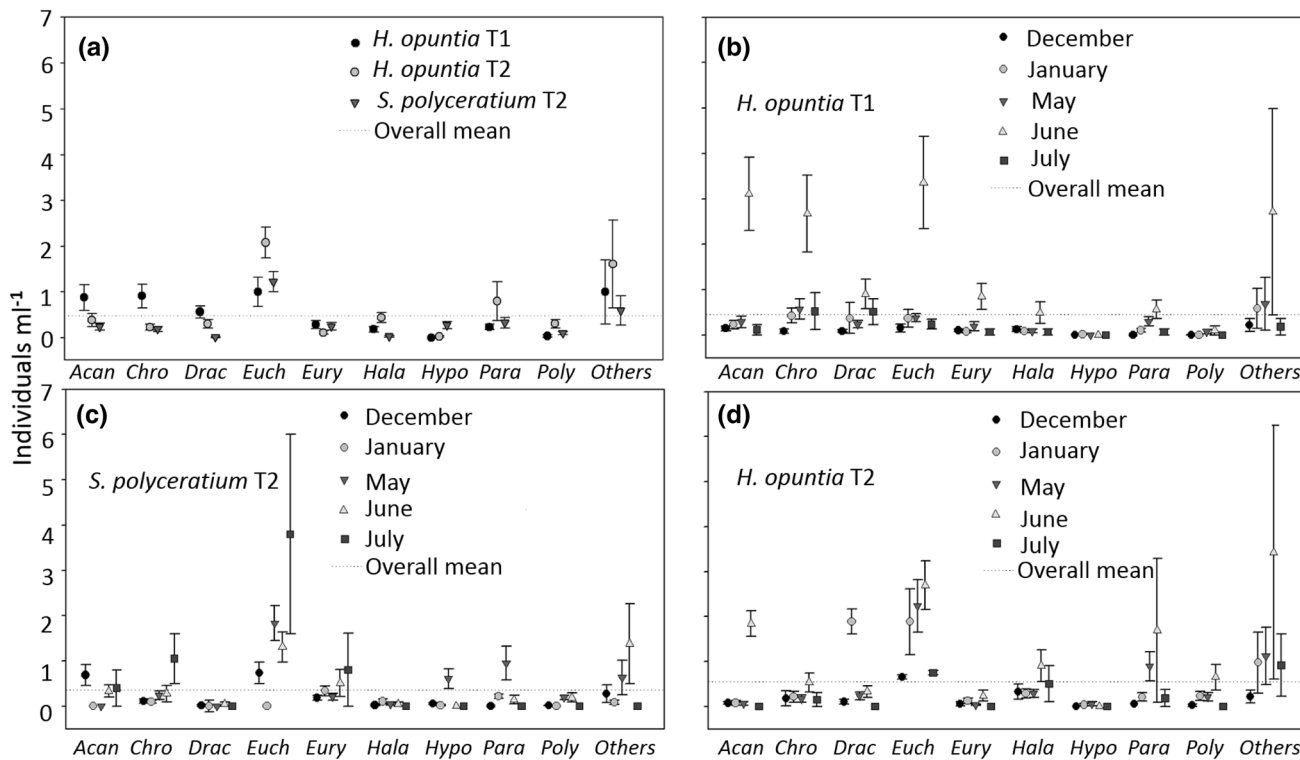 (a)
H. opuntia T1
H. opuntia T2
S. polyceratium T2
Overall mean
7
6
5
4
3
2
1
0
Acan Chro Drac Euch Eury Hala Hypo Para Poly Others
(b)
H. opuntia T1
December
January
May
June
July
Overall mean
Acan Chro Drac Euch Eury Hala Hypo Para Poly Others
Individuals ml-1
(c)
S. polyceratium T2
December
January
May
June
July
Overall mean
7
6
5
4
3
2
1
0
Acan Chro Drac Euch Eury Hala Hypo Para Poly Others
(d)
H. opuntia T2
December
January
May
June
July
Overall mean
Acan Chro Drac Euch Eury Hala Hypo Para Poly Others